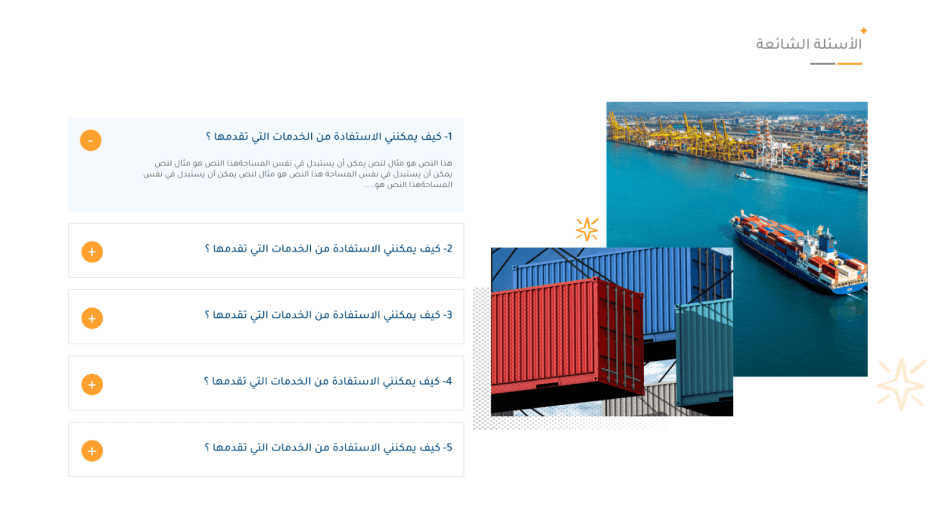 الأسئلة الشائعة
1- كيف يمكنني الاستفادة من الخدمات التي تقدمها ؟
هذا النص هو مثال لنص يمكن أن يستبدل في نفس المساحةهذا النص هو مثال لنص
يمكن أن يستبدل في نفس المساحة هذا النص هو مثال لنص يمكن أن يستبدل في نفس
المساحةهذا النص هو.....
2- كيف يمكنني الاستفادة من الخدمات التي تقدمها ؟
3- كيف يمكنني الاستفادة من الخدمات التي تقدمها ؟
4- كيف يمكنني الاستفادة من الخدمات التي تقدمها ؟
5- كيف يمكنني الاستفادة من الخدمات التي تقدمها ؟